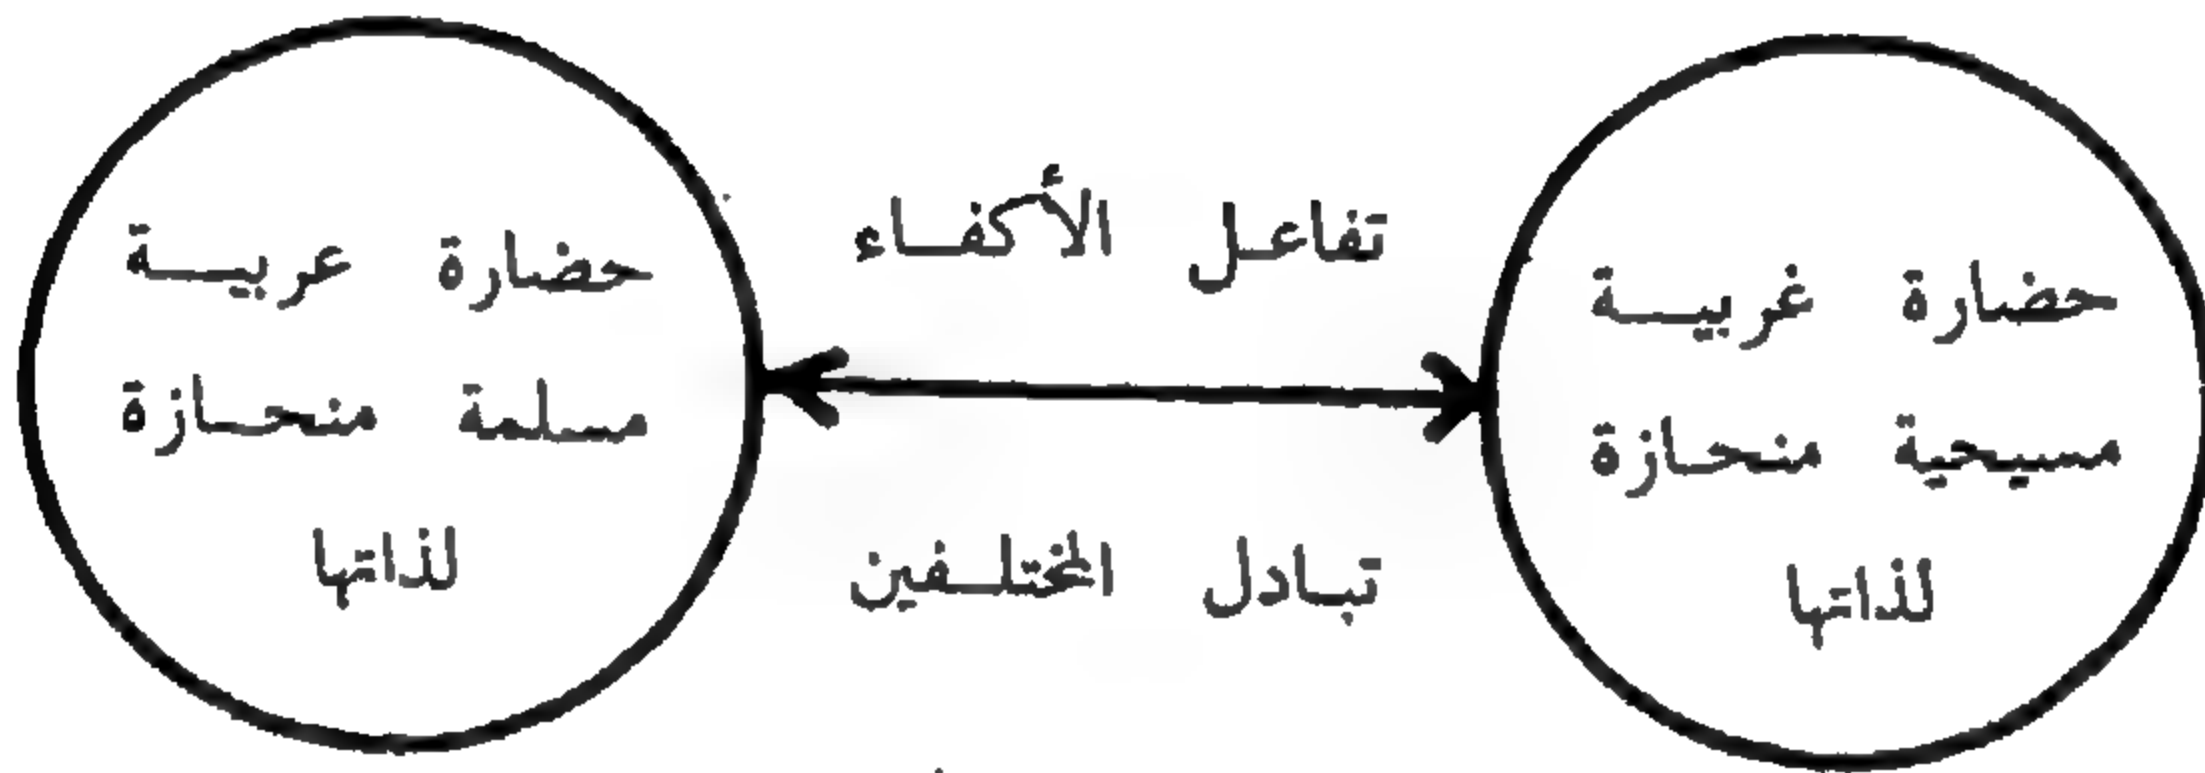 حضارة غربية
مسيحية منحازة
لذاتها
تفاعل الأكفاء
تبادل المختلفين
حضارة عربية
مسلمة منحازة
لذاتها